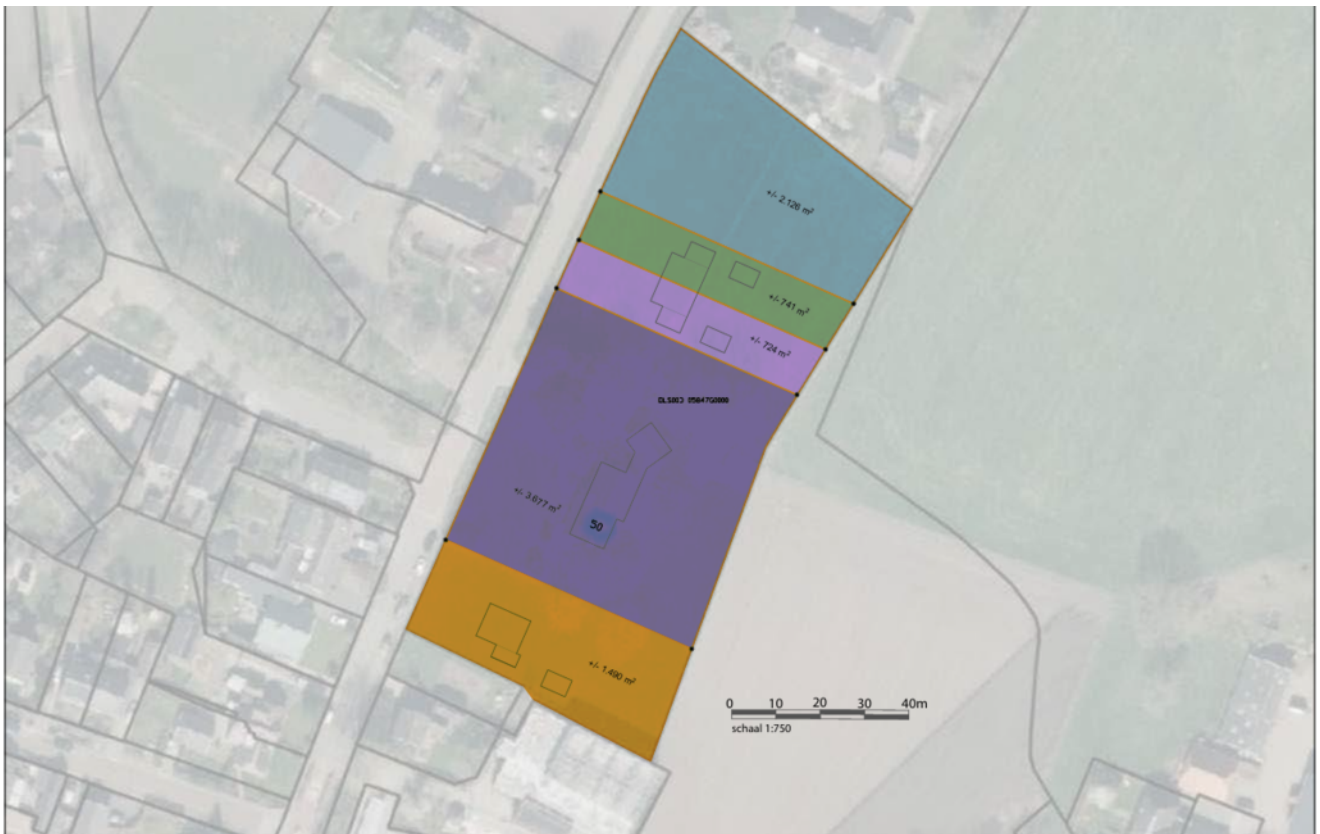 +/- 2.126 m²
+/- 741 m²
+/- 724 m²
+/- 3.677 m²
50
+/- 1.490 m²
0 10 20 30 40m
schaal 1:750